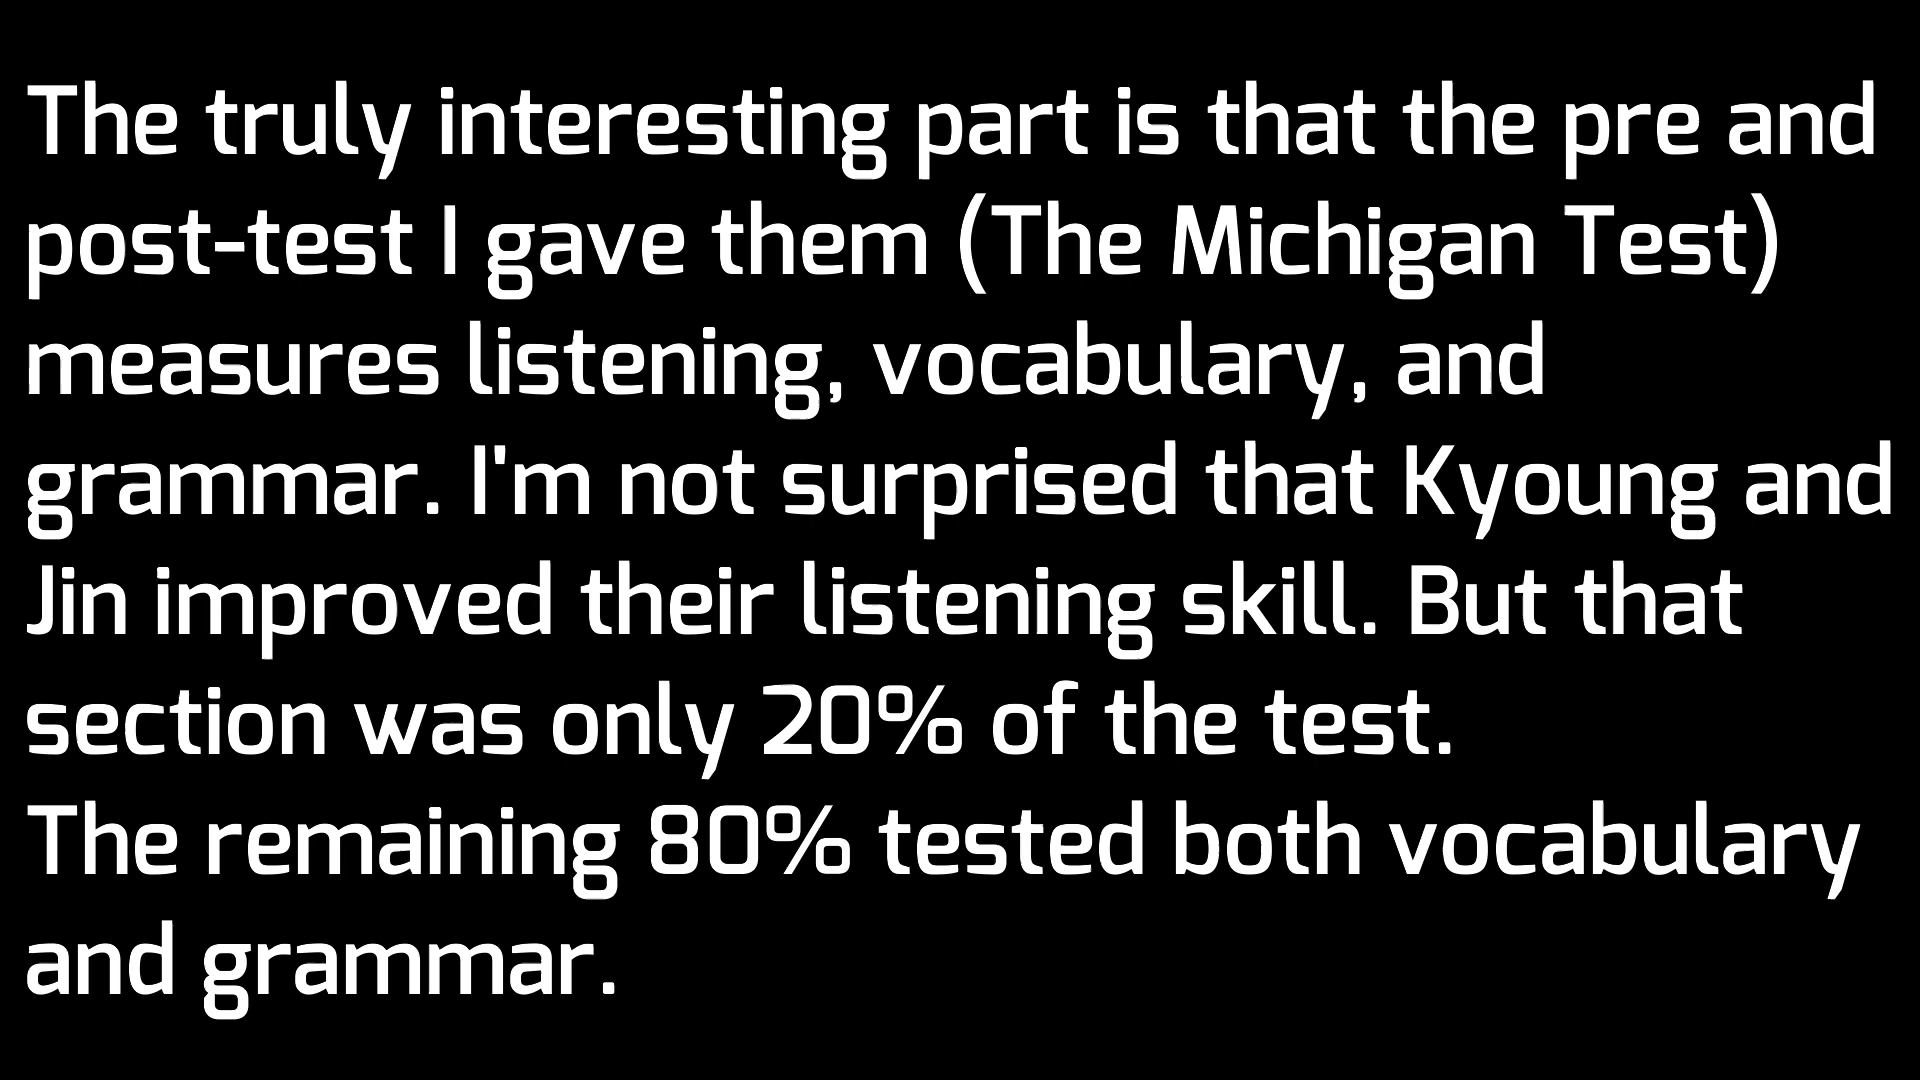 The truly interesting part is that the pre and
post-test I gave them (The Michigan Test)
measures listening, vocabulary, and
grammar. I'm not surprised that Kyoung and
Jin improved their listening skill. But that
section was only 20% of the test.
The remaining 80% tested both vocabulary
and grammar.